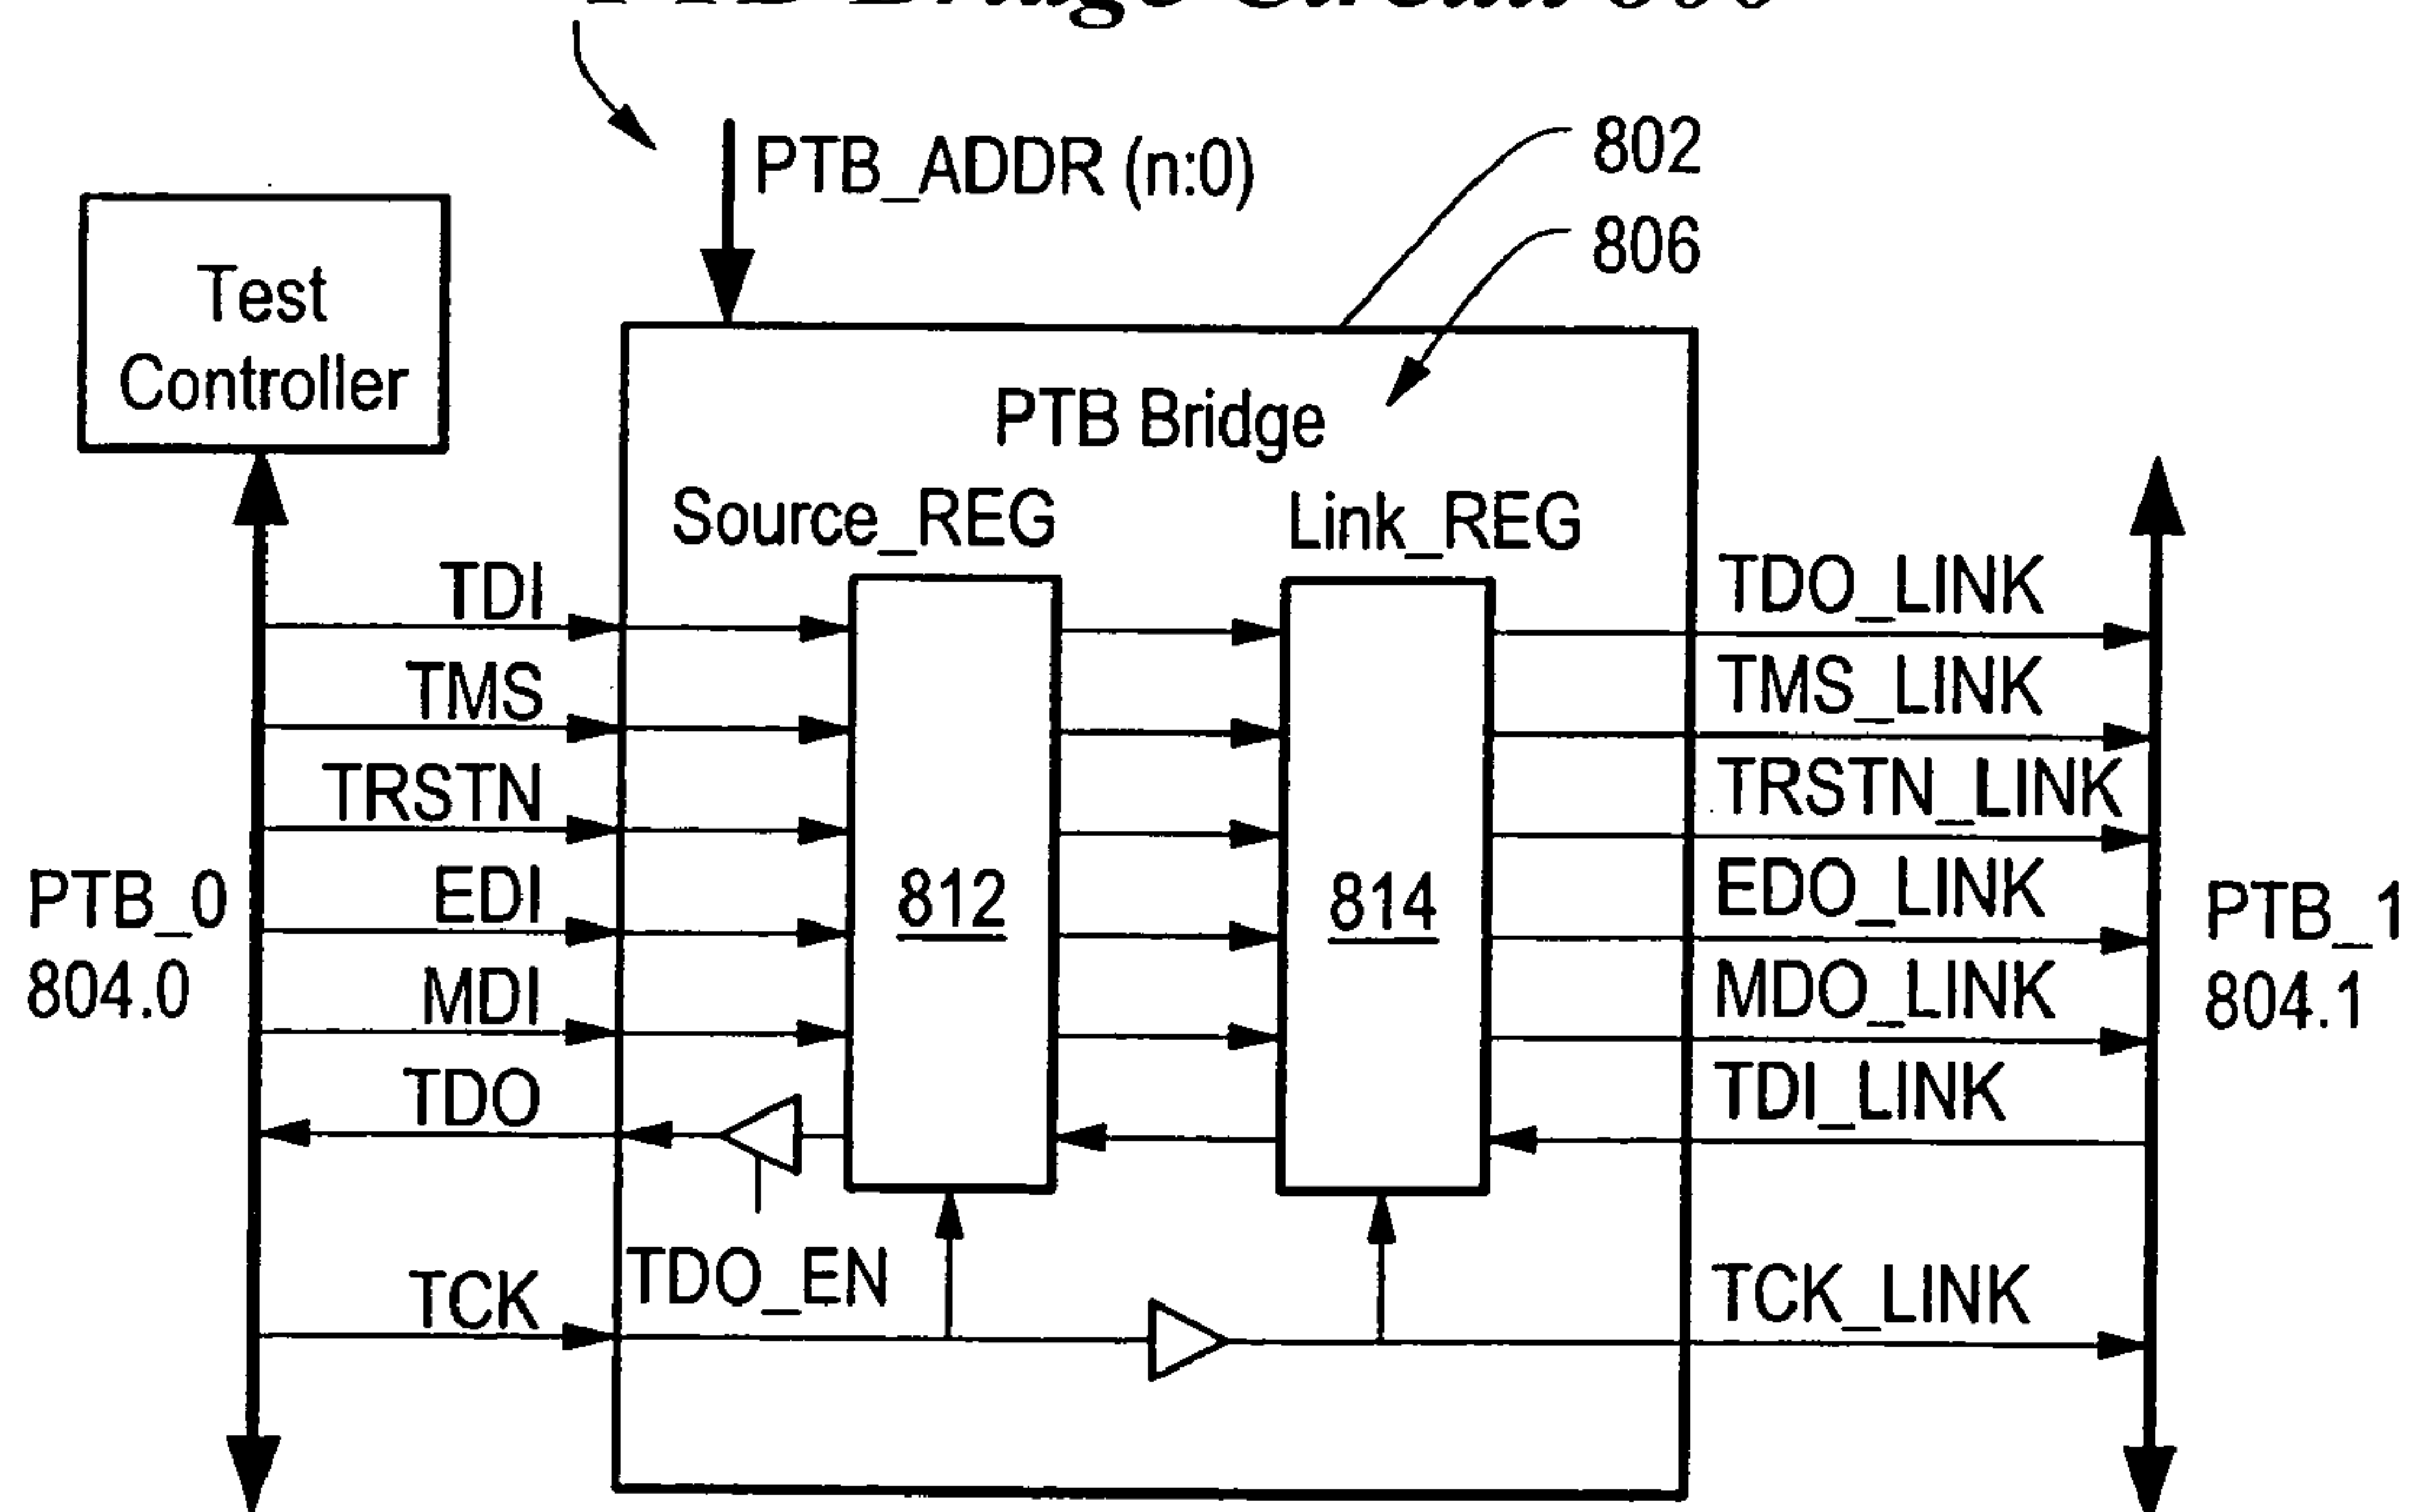 Bridge
PTB_ADDR (n:0)
802
806
Test
Controller
PTB Bridge
Source_REG
Link_REG
TDI
TDO_LINK
TMS
TMS_LINK
TRSTN
TRSTN_LINK
PTB_0
804.0
EDI
812
814
EDO_LINK
PTB_1
804.1
MDI
MDO_LINK
TDO
TDI_LINK
TDO_EN
TCK
TCK_LINK